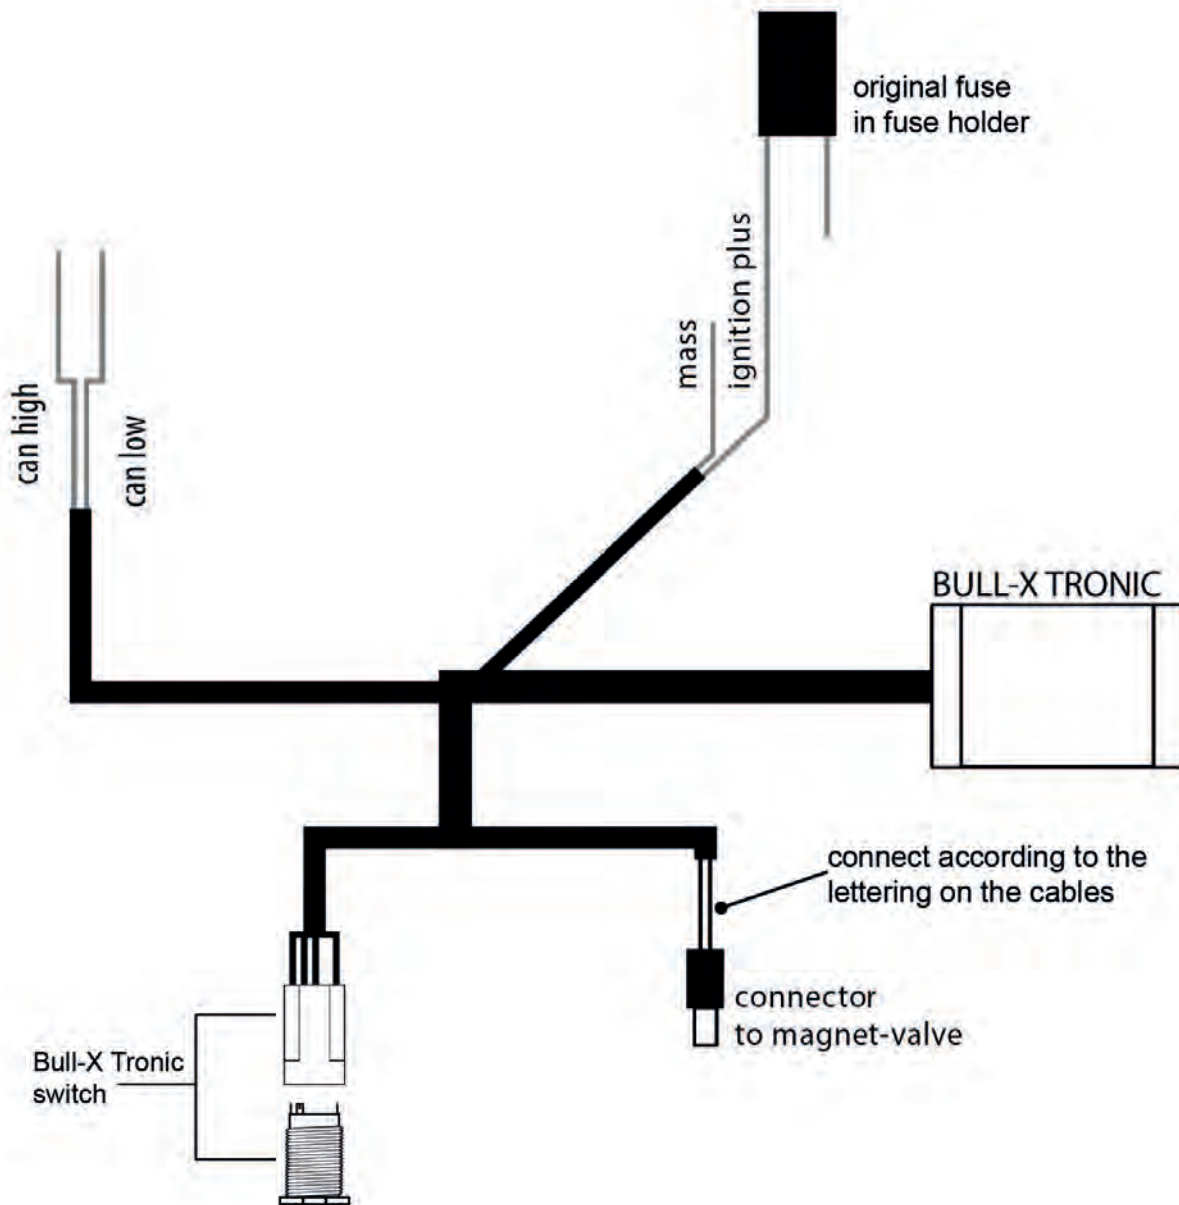 original fuse
in fuse holder
mass
ignition plus
can high
can low
BULL-X TRONIC
connect according to the
lettering on the cables
connector
to magnet-valve
Bull-X Tronic
switch